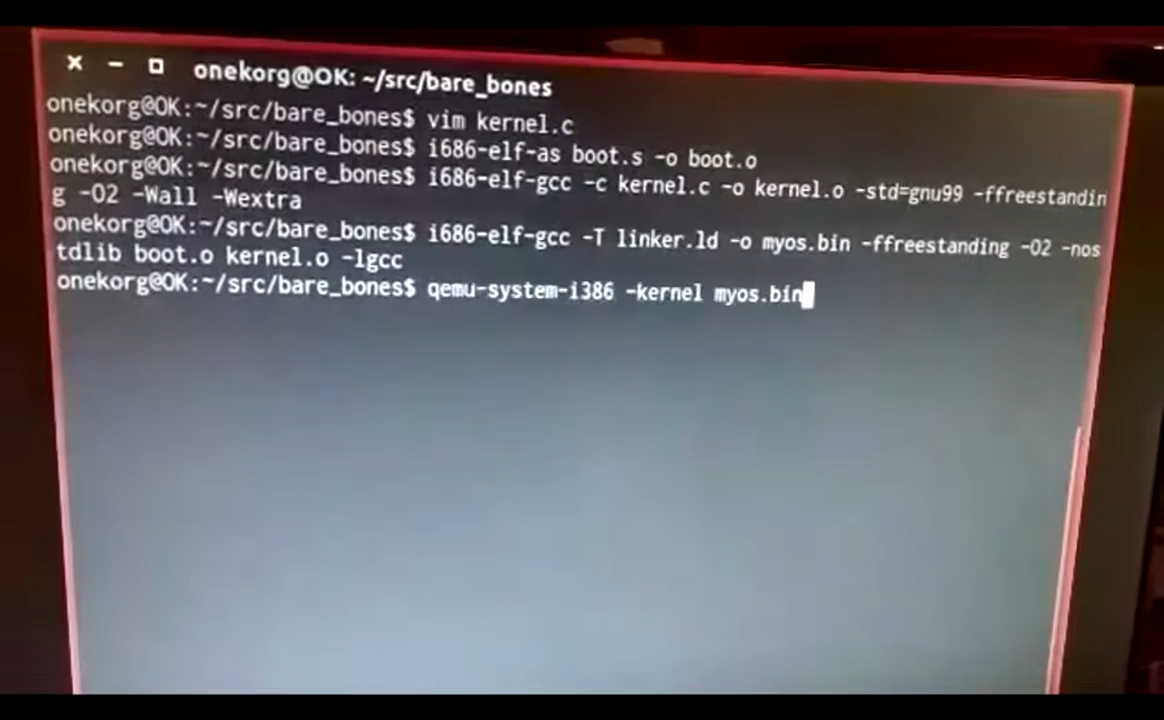 onekorg@OK: ~/src/bare_bones
onekorg@OK:~/src/bare_bones$ vim kernel.c
onekorg@OK:~/src/bare_bones$ i686-elf-as boot.s -o boot.o
onekorg@OK:~/src/bare_bones$ i686-elf-gcc -c kernel.c -o kernel.o -std=gnu99 -ffreestandin
g -O2 -Wall -Wextra
onekorg@OK:~/src/bare_bones$ i686-elf-gcc -T linker.ld -o myos.bin -ffreestanding -O2 -nos
tdlib boot.o kernel.o -lgcc
onekorg@OK:~/src/bare_bones$ qemu-system-i386 -kernel myos.bin